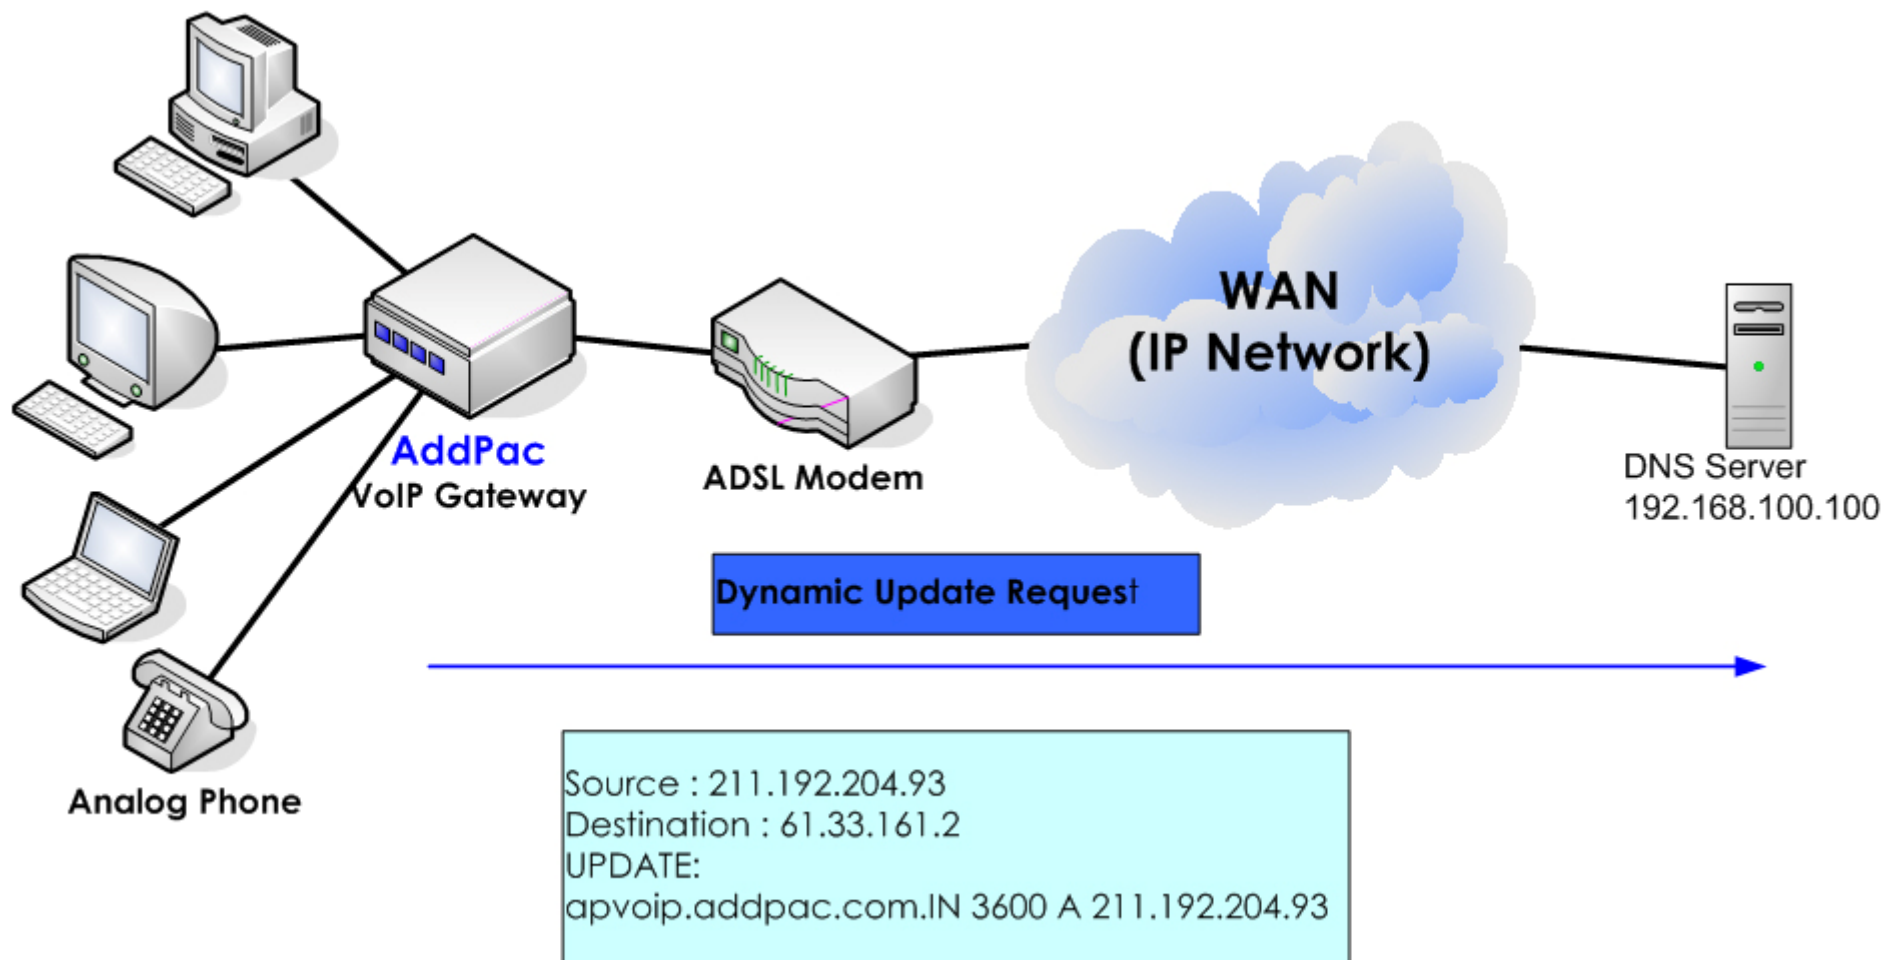 WAN
(IP Network)
AddPac
VoIP Gateway
ADSL Modem
DNS Server
192.168.100.100
Dynamic Update Request
Analog Phone
Source : 211.192.204.93
Destination : 61.33.161.2
UPDATE:
apvoip.addpac.com.IN 3600 A 211.192.204.93